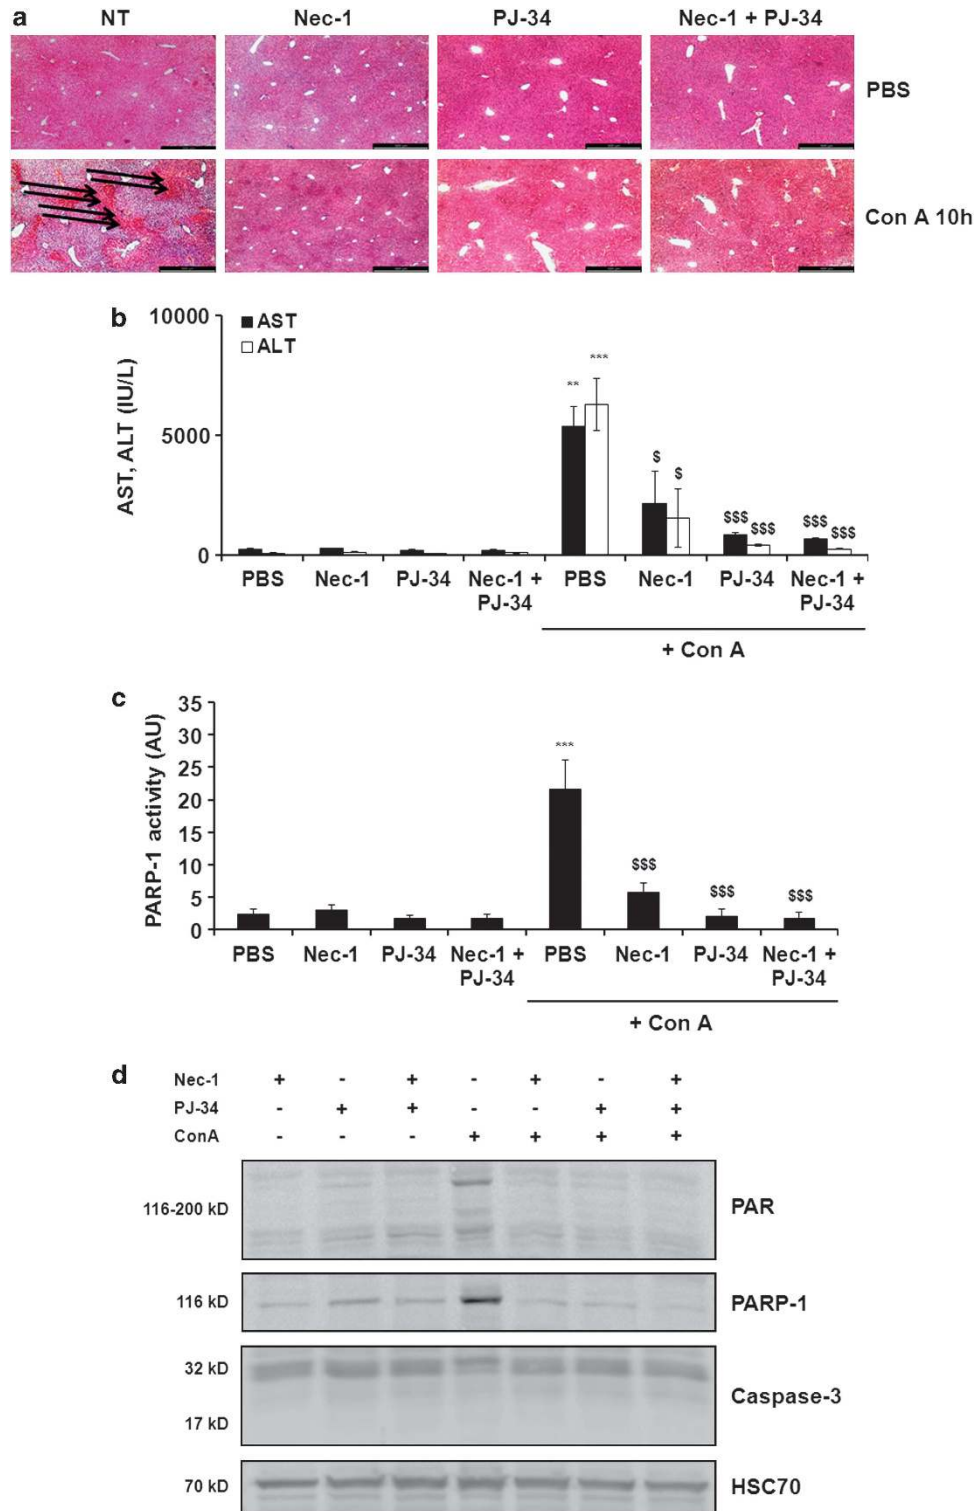 a NT Nec-1 PJ-34 Nec-1 + PJ-34
PBS
Con A 10h
b
10000
5000
0
AST, ALT (IU/L)
AST
ALT
** ***
$ $
$$$ $$$ $$$ $$$
PBS Nec-1 PJ-34 Nec-1 + PBS Nec-1 PJ-34 Nec-1 +
PJ-34 PJ-34
+ Con A
c
35
30
25
20
15
10
5
0
PARP-1 activity (AU)
***
$$$ $$$ $$$
PBS Nec-1 PJ-34 Nec-1 + PBS Nec-1 PJ-34 Nec-1 +
PJ-34 PJ-34
+ Con A
d Nec-1 + - + - + - +
PJ-34 - + + - - + +
ConA - - - + + + +
116-200 kD PAR
116 kD PARP-1
32 kD
Caspase-3
17 kD
70 kD HSC70